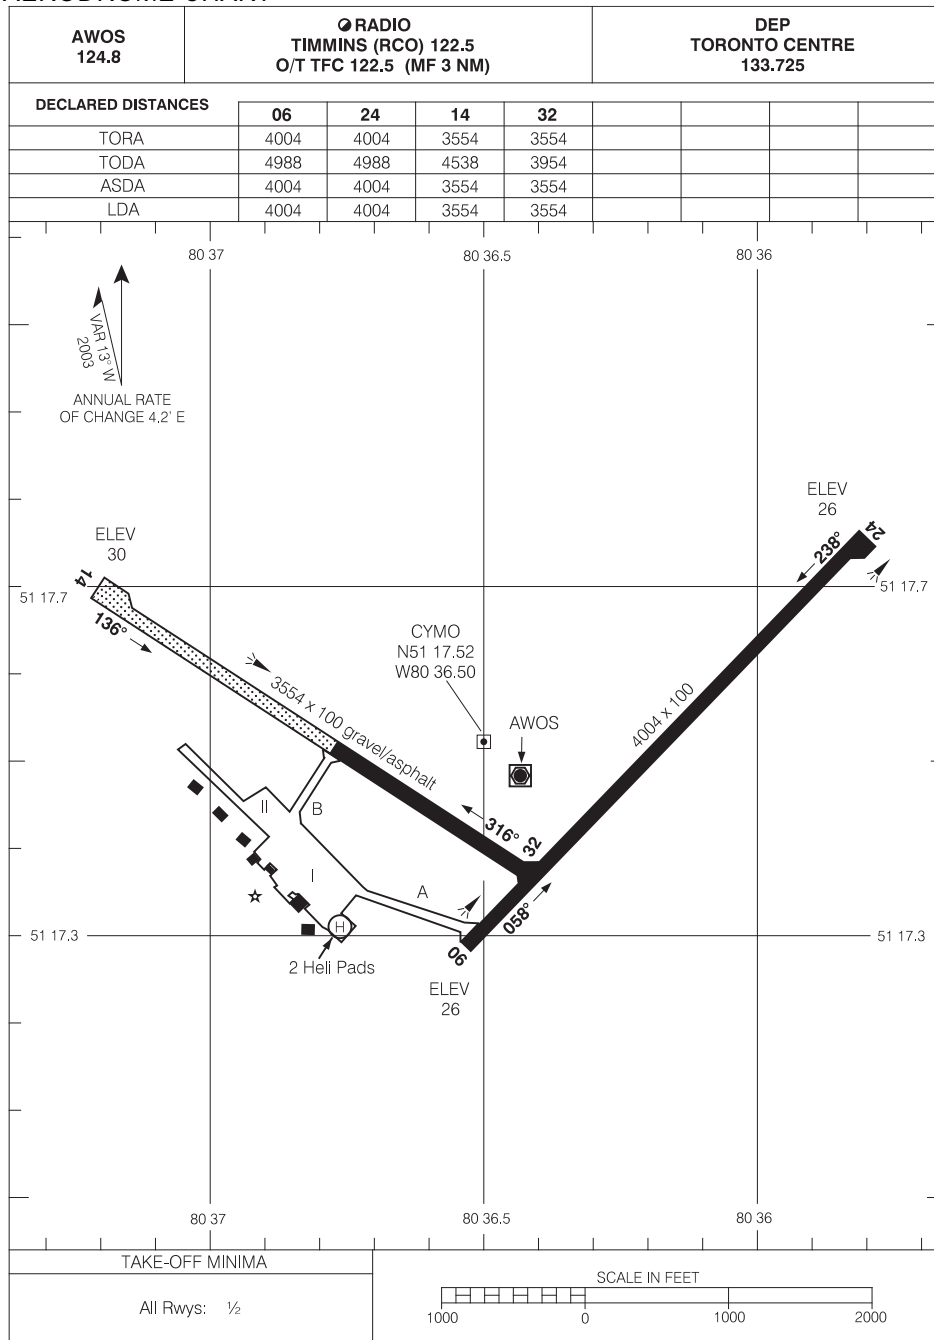 AERODROME CHART
AWOS
124.8
RADIO
TIMMINS (RCO) 122.5
O/T TFC 122.5 (MF 3 NM)
DEP
TORONTO CENTRE
133.725
DECLARED DISTANCES
06 24 14 32
TORA 4004 4004 3554 3554
TODA 4988 4988 4538 3954
ASDA 4004 4004 3554 3554
LDA 4004 4004 3554 3554
80 37 80 36.5 80 36
VAR 13° W
2003
ANNUAL RATE
OF CHANGE 4.2' E
ELEV
26
24
238°
ELEV
30
14
136°
51 17.7 51 17.7
CYMO
N51 17.52
W80 36.50
AWOS
3554 x 100 gravel/asphalt
4004 x 100
II
B
316°
32
I
A
058°
H
51 17.3 51 17.3
06
2 Heli Pads
ELEV
26
80 37 80 36.5 80 36
TAKE-OFF MINIMA
All Rwys: ½
SCALE IN FEET
1000 0 1000 2000